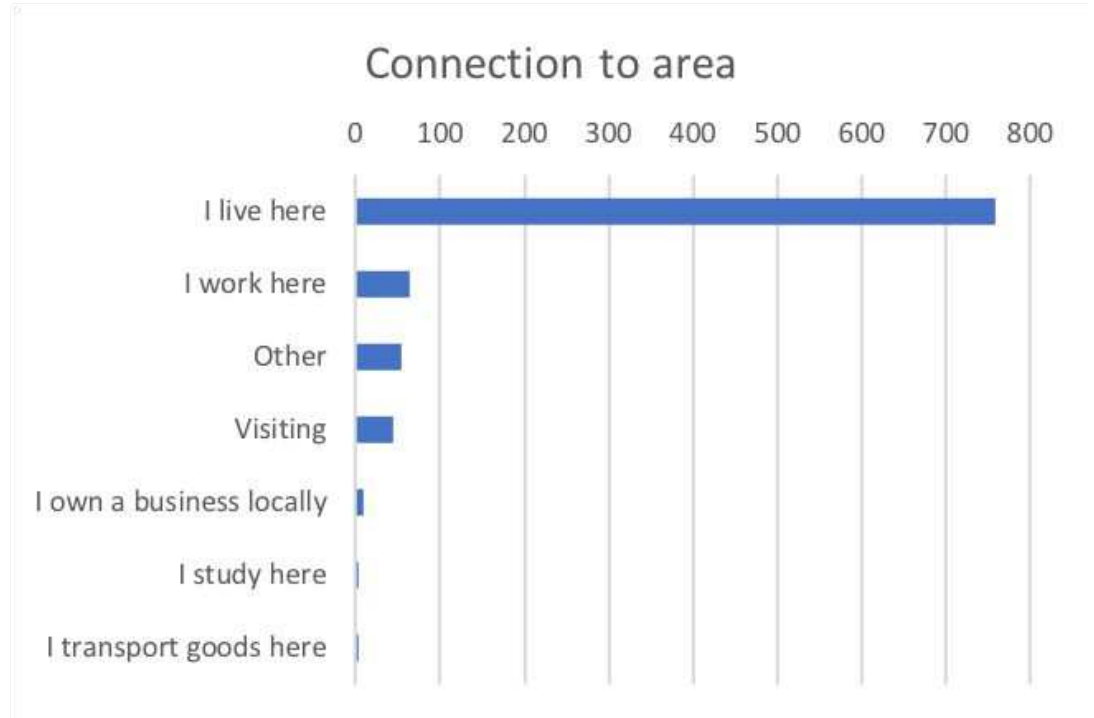 Connection to area
0 100 200 300 400 500 600 700 800
I live here
I work here
Other
Visiting
I own a business locally
I study here
I transport goods here